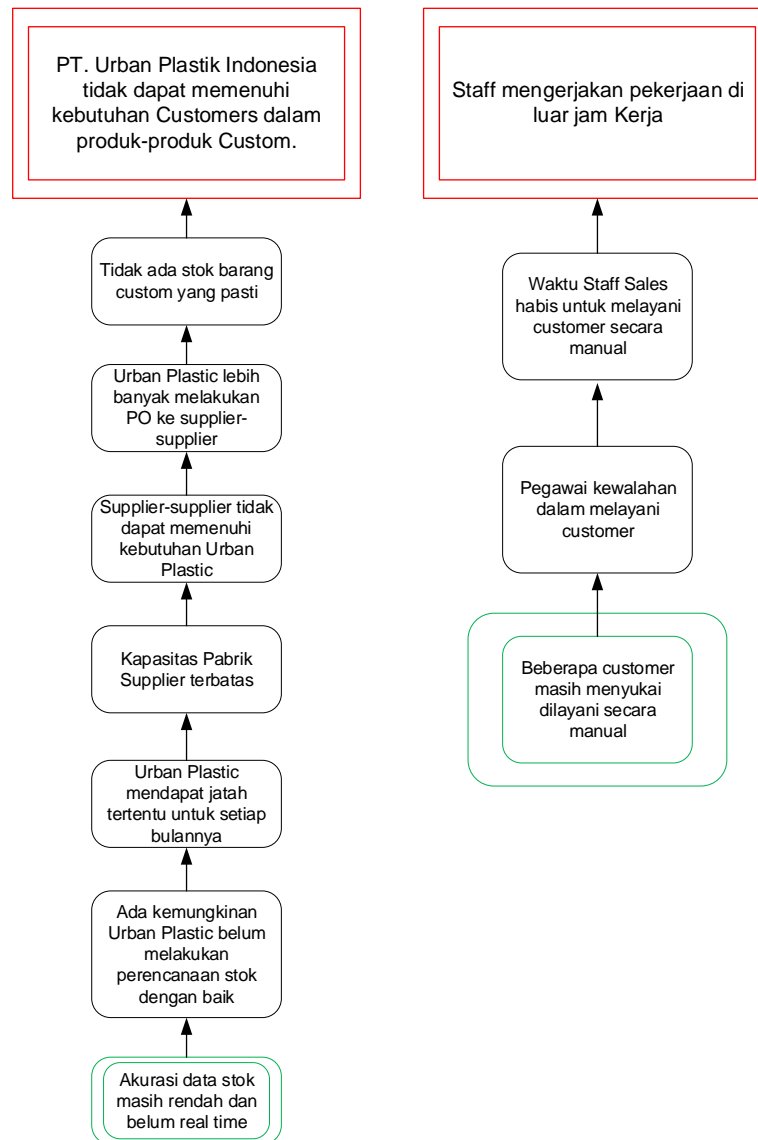 PT. Urban Plastik Indonesia
tidak dapat memenuhi
kebutuhan Customers dalam
produk-produk Custom.
Tidak ada stok barang
custom yang pasti
Urban Plastic lebih
banyak melakukan
PO ke supplier-
supplier
Supplier-supplier tidak
dapat memenuhi
kebutuhan Urban
Plastic
Kapasitas Pabrik
Supplier terbatas
Urban Plastic
mendapat jatah
tertentu untuk setiap
bulannya
Ada kemungkinan
Urban Plastic belum
melakukan
perencanaan stok
dengan baik
Akurasi data stok
masih rendah dan
belum real time
Staff mengerjakan pekerjaan di
luar jam Kerja
Waktu Staff Sales
habis untuk melayani
customer secara
manual
Pegawai kewalahan
dalam melayani
customer
Beberapa customer
masih menyukai
dilayani secara
manual